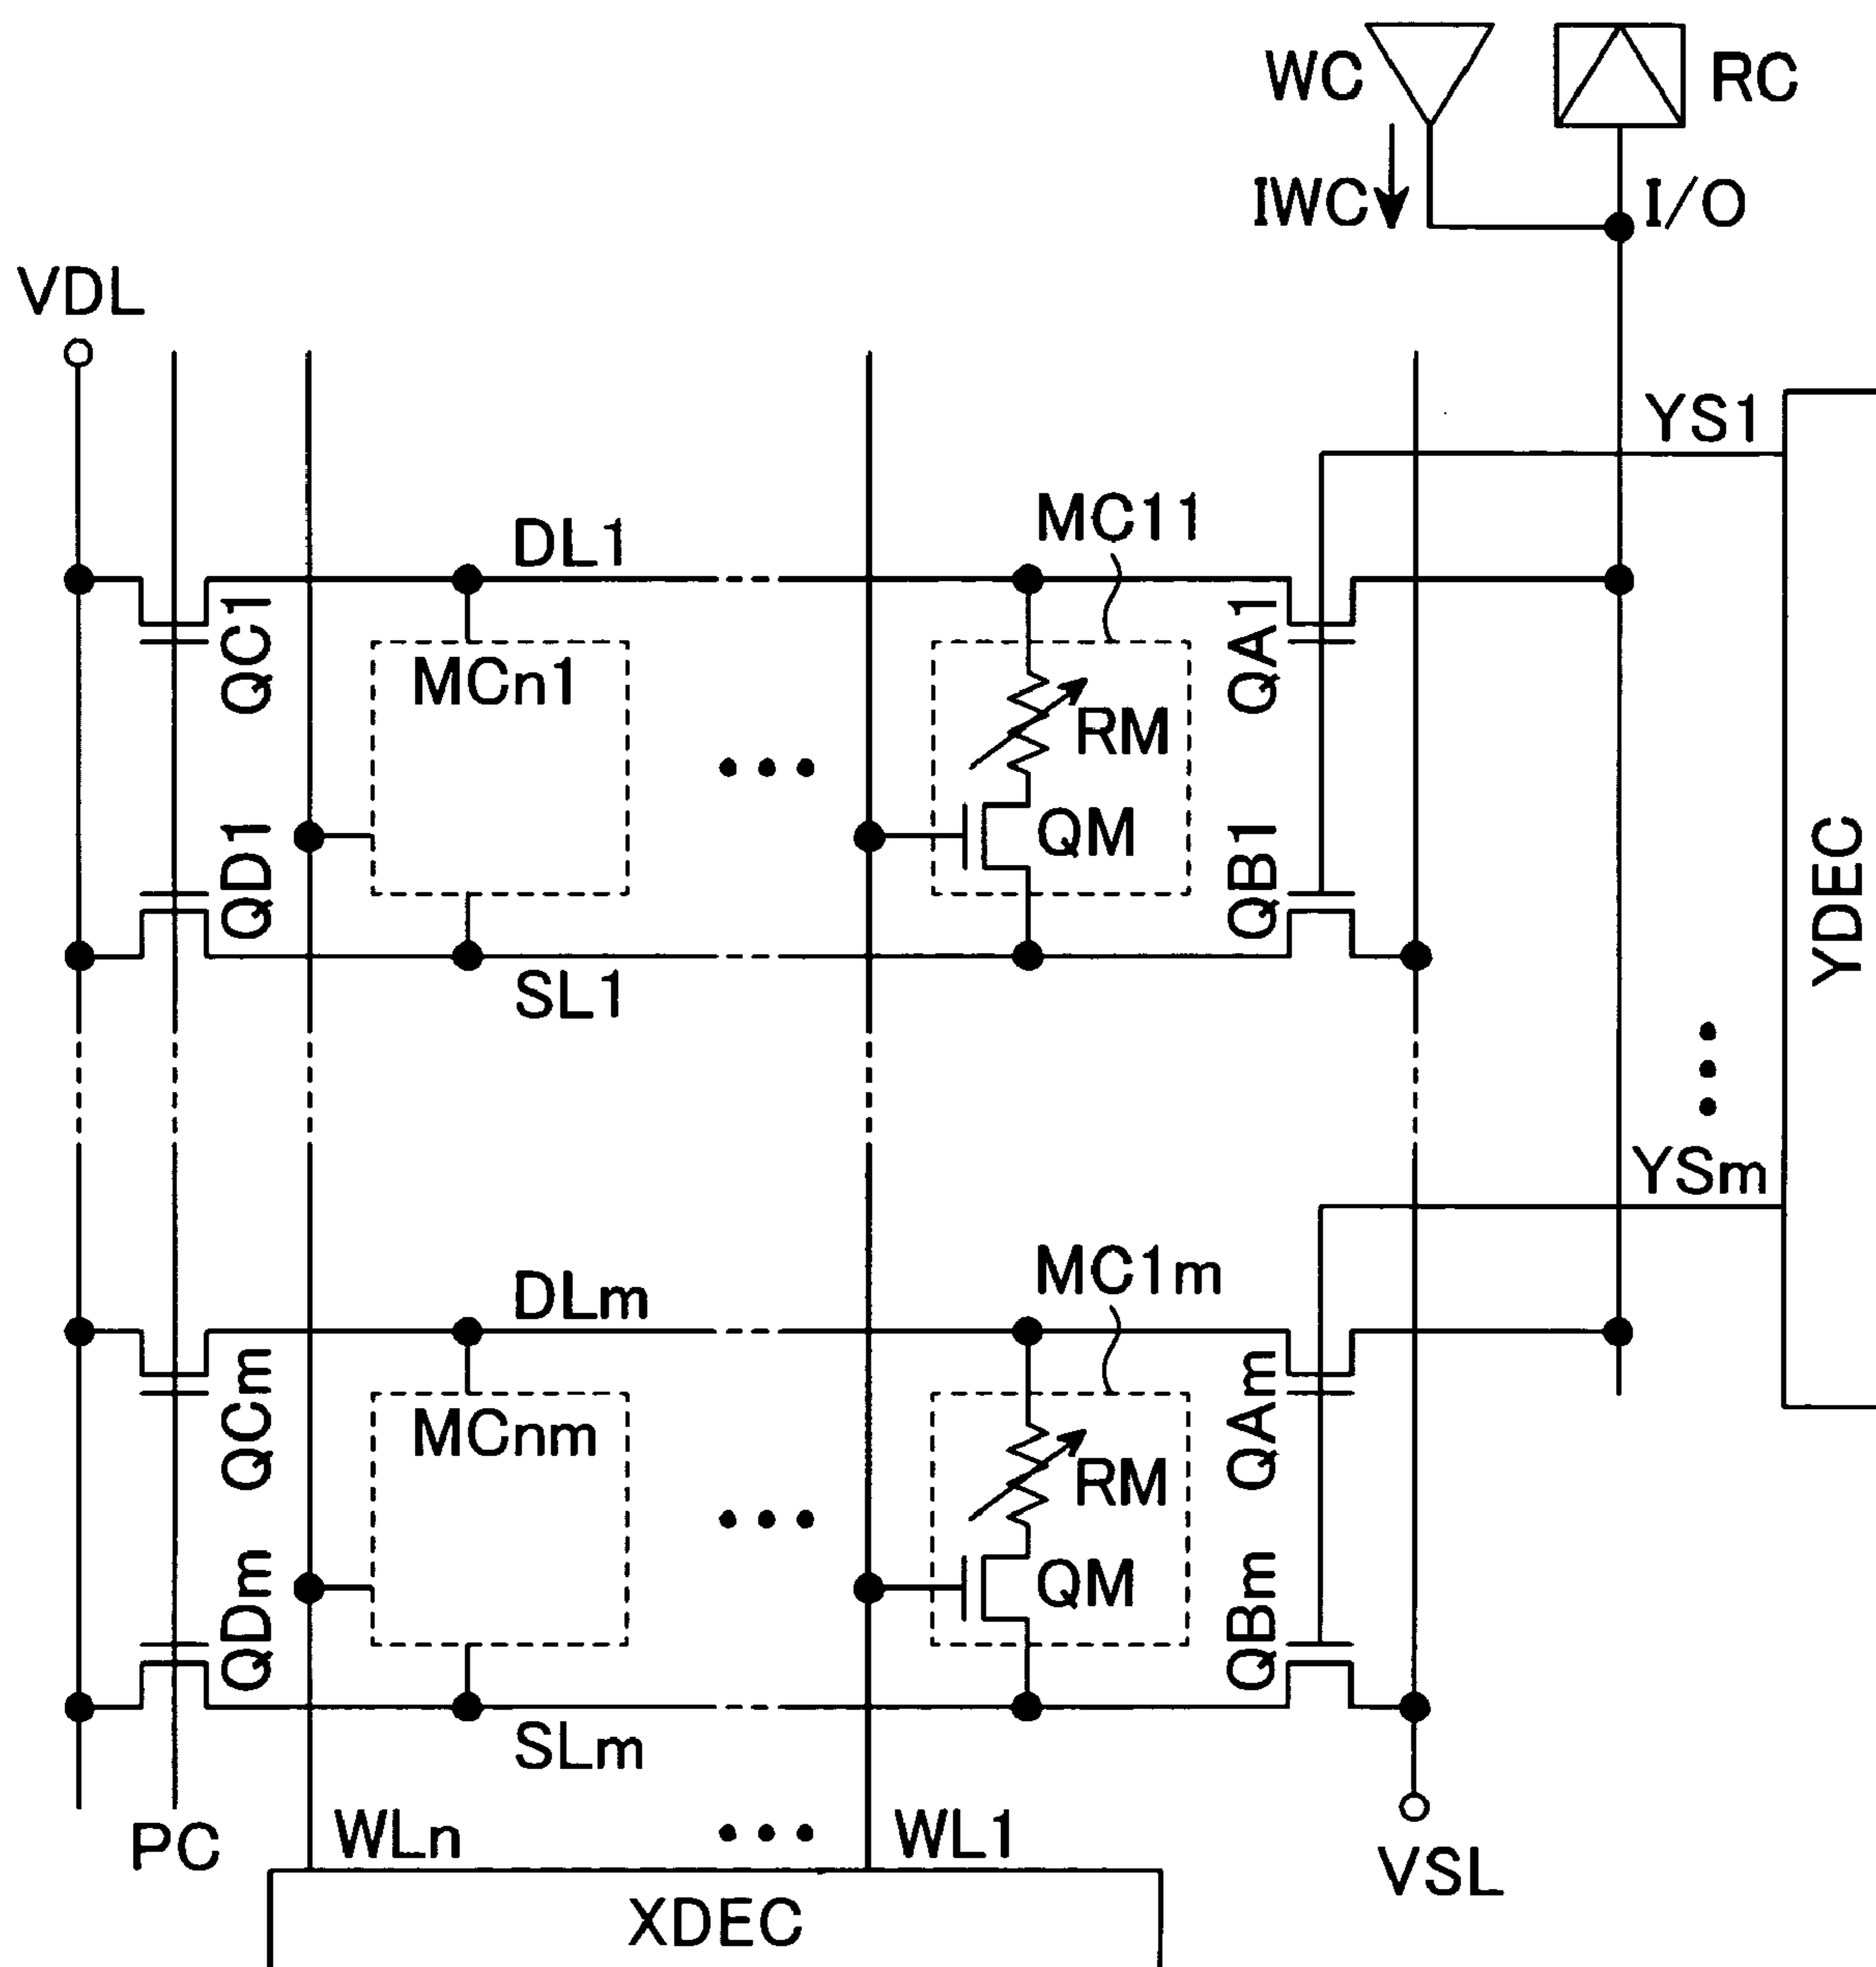 WC
RC
IWC
I/O
VDL
YS1
MC11
DL1
QC1
MCn1
RM
QA1
QM
QD1
QB1
YDEC
SL1
YSm
MC1m
DLm
QCm
MCnm
RM
QAm
QM
QDm
QBm
SLm
PC
WLn
WL1
VSL
XDEC